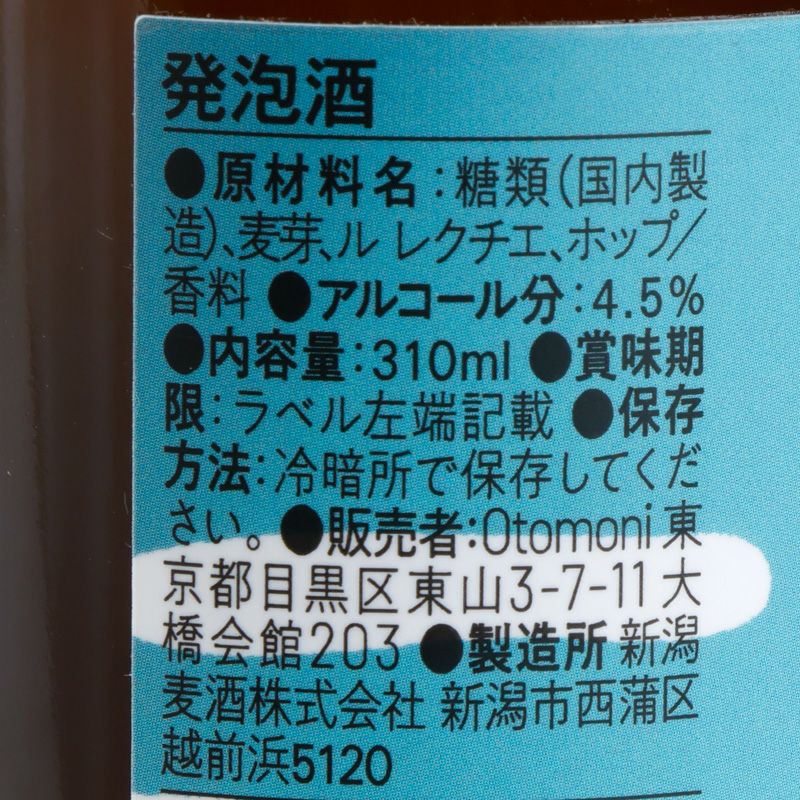 発泡酒
●原材料名:糖類(国内製
造)、麦芽、ル レクチエ、ホップ/
香料 ●アルコール分:4.5%
●内容量:310ml ●賞味期
限:ラベル左端記載 ●保存
方法:冷暗所で保存してくだ
さい。●販売者:Otomoni 東
京都目黒区東山3-7-11 大
橋会館203 ●製造所 新潟
麦酒株式会社 新潟市西蒲区
越前浜5120